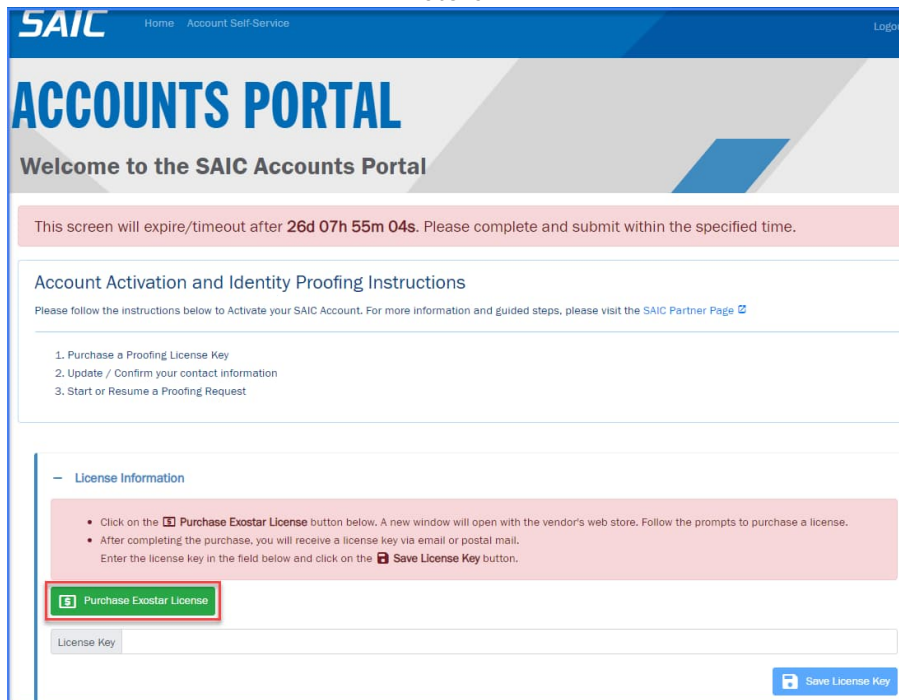 SAIC Home Account Self-Service
ACCOUNTS PORTAL
Welcome to the SAIC Accounts Portal
This screen will expire/timeout after 26d 07h 55m 04s. Please complete and submit within the specified time.
Account Activation and Identity Proofing Instructions
Please follow the instructions below to Activate your SAIC Account. For more information and guided steps, please visit the SAIC Partner Page
1. Purchase a Proofing License Key
2. Update / Confirm your contact information
3. Start or Resume a Proofing Request
– License Information
• Click on the Purchase Exostar License button below. A new window will open with the vendor's web store. Follow the prompts to purchase a license.
• After completing the purchase, you will receive a license key via email or postal mail.
Enter the license key in the field below and click on the Save License Key button.
Purchase Exostar License
License Key
Save License Key